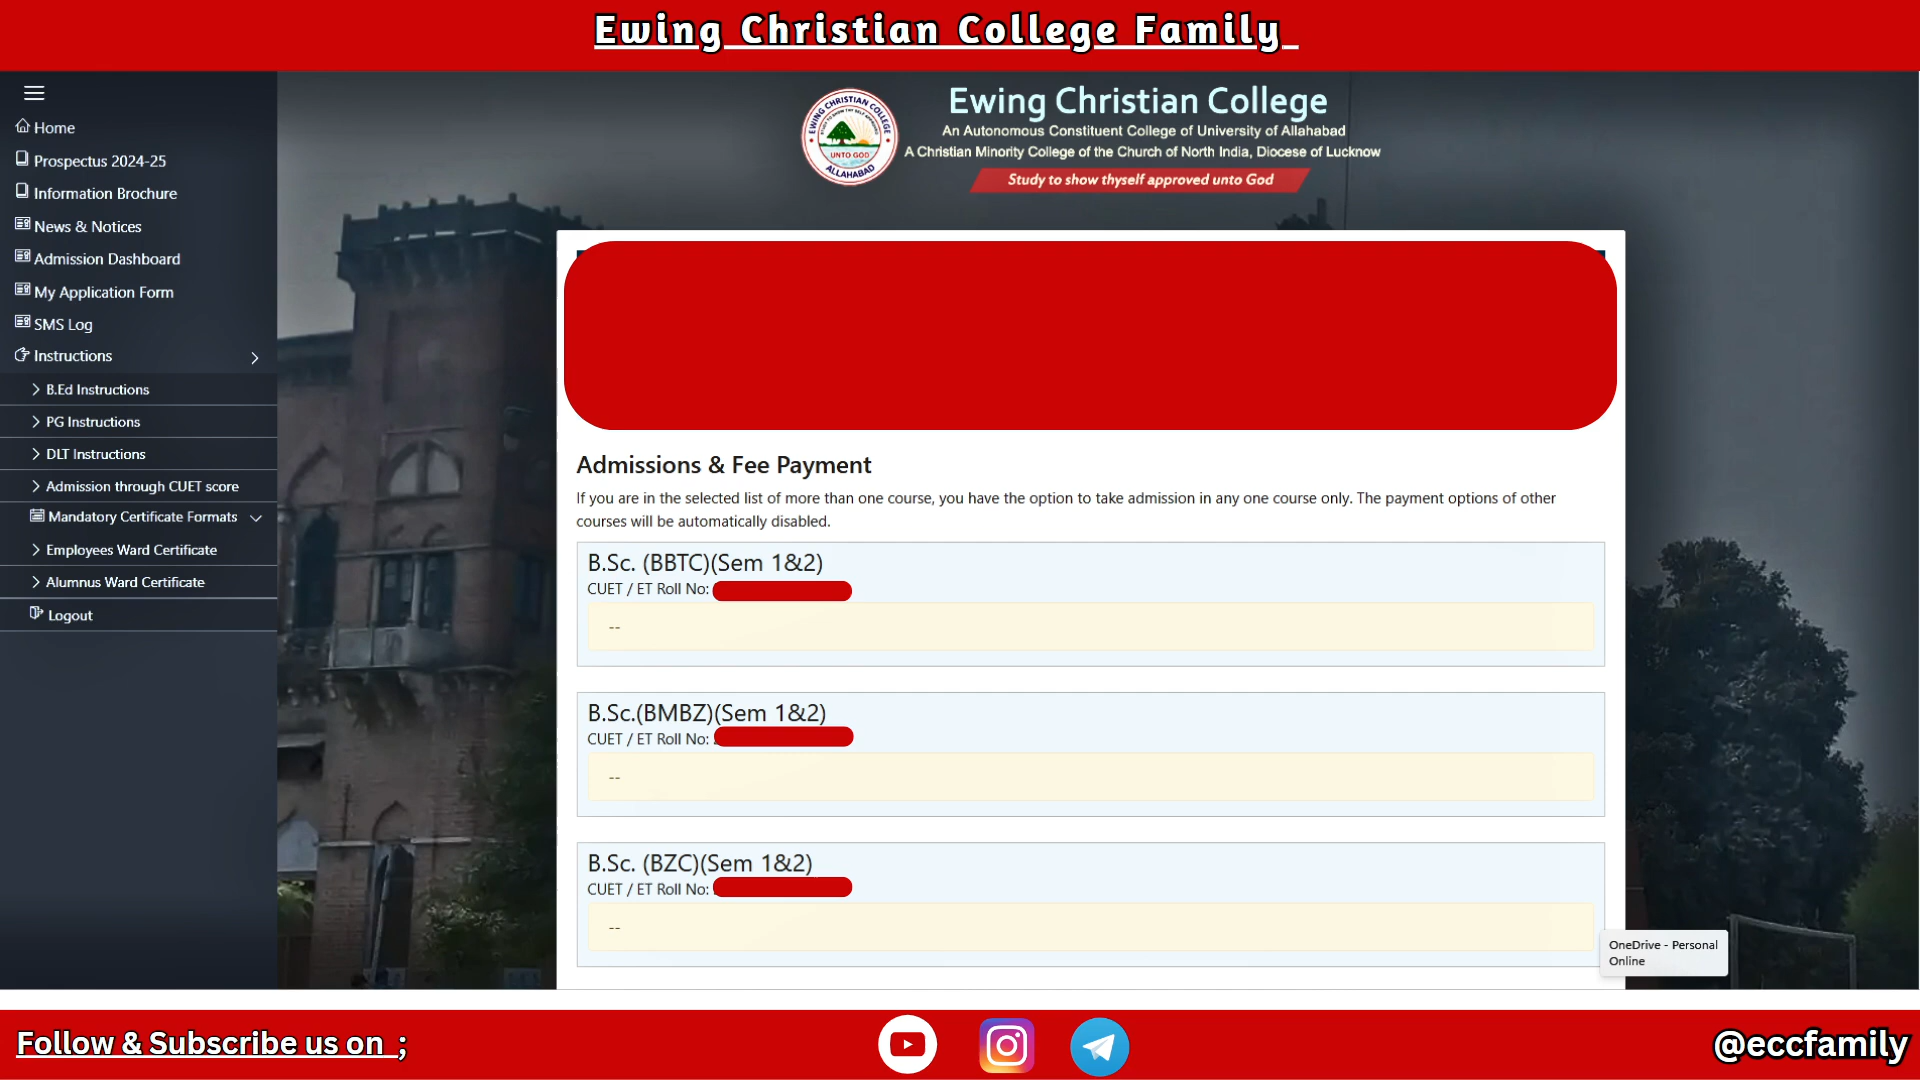 Ewing Christian College Family
Home
Prospectus 2024-25
Information Brochure
News & Notices
Admission Dashboard
My Application Form
SMS Log
Instructions
B.Ed Instructions
PG Instructions
DLT Instructions
Admission through CUET score
Mandatory Certificate Formats
Employees Ward Certificate
Alumnus Ward Certificate
Logout
EWING CHRISTIAN COLLEGE
UNTO GOD
ALLAHABAD
Ewing Christian College
An Autonomous Constituent College of University of Allahabad
A Christian Minority College of the Church of North India, Diocese of Lucknow
Study to show thyself approved unto God
Admissions & Fee Payment
If you are in the selected list of more than one course, you have the option to take admission in any one course only. The payment options of other
courses will be automatically disabled.
B.Sc. (BBTC)(Sem 1&2)
CUET / ET Roll No:
--
B.Sc.(BMBZ)(Sem 1&2)
CUET / ET Roll No:
--
B.Sc. (BZC)(Sem 1&2)
CUET / ET Roll No:
--
OneDrive - Personal
Online
Follow & Subscribe us on ;
@eccfamily